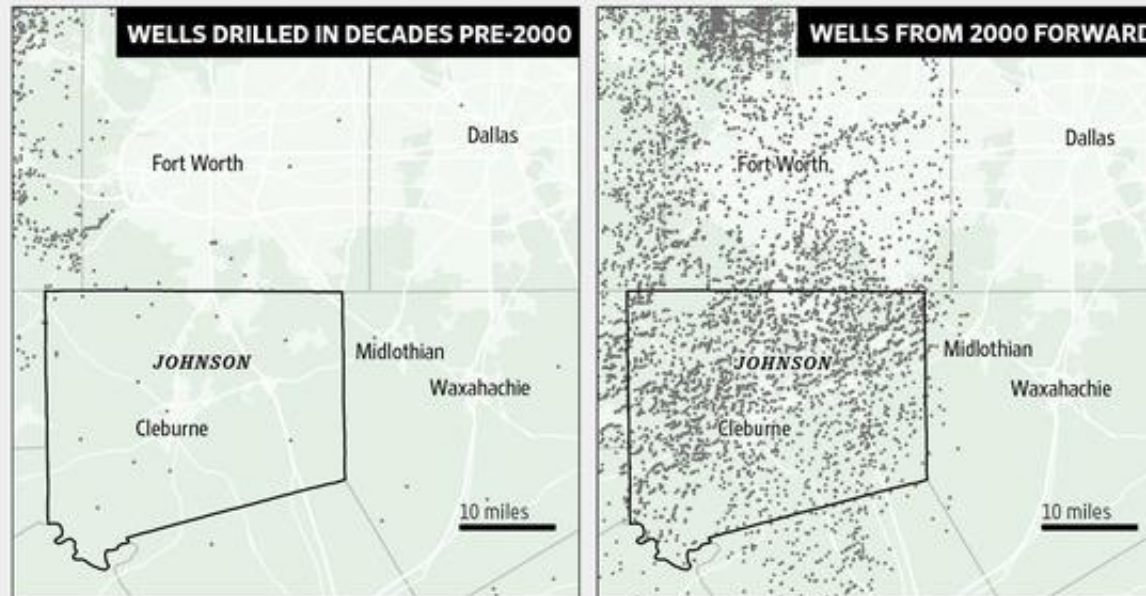 WELLS DRILLED IN DECADES PRE-2000
Dallas
Fort Worth
JOHNSON
Midlothian
Waxahachie
Cleburne
10 miles
WELLS FROM 2000 FORWARD
Dallas
Fort Worth
JOHNSON
Midlothian
Waxahachie
Cleburne
10 miles